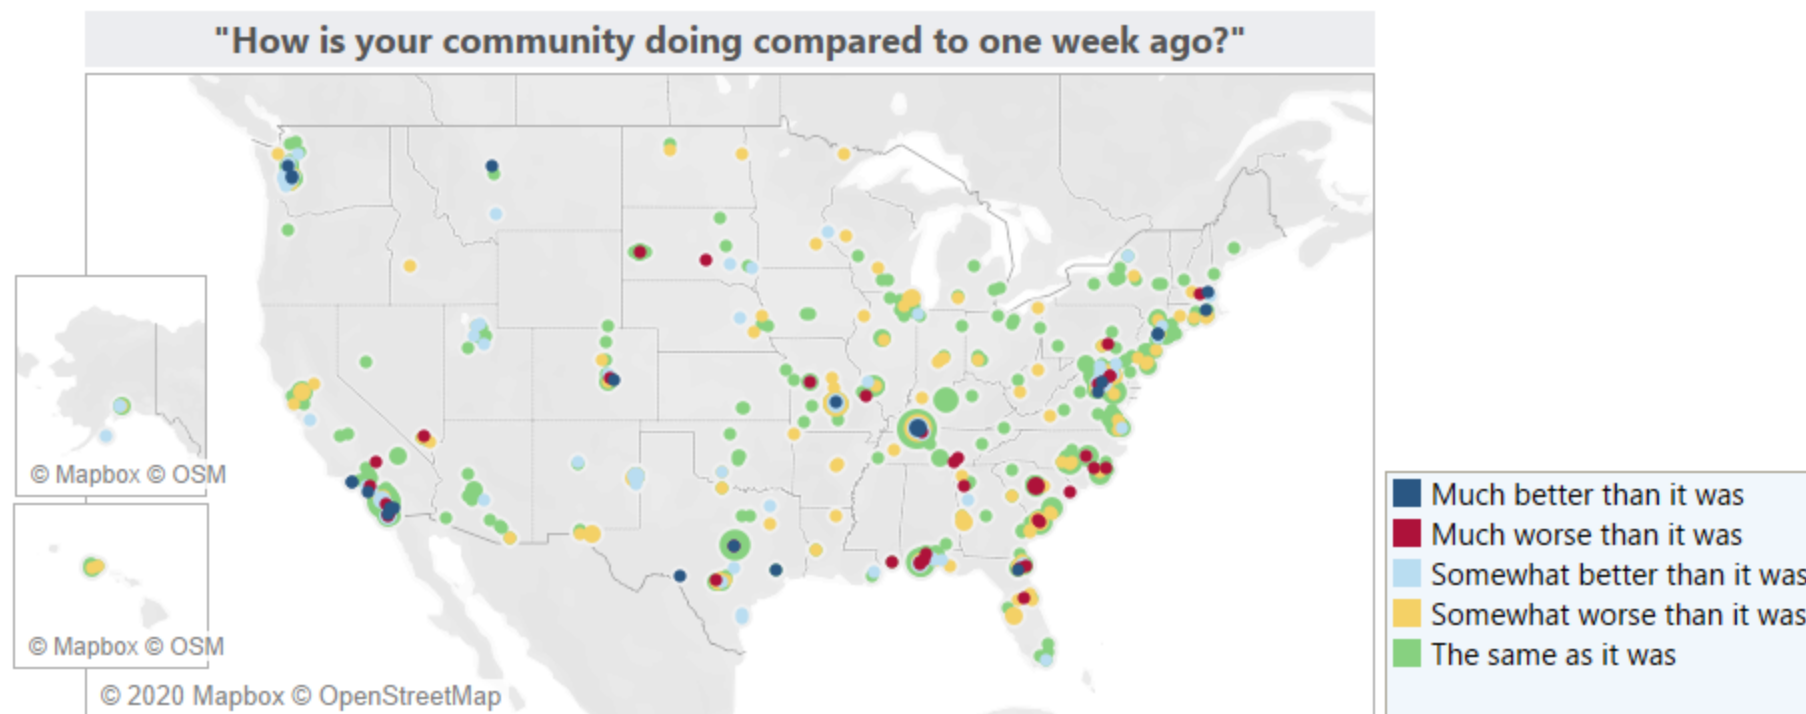 "How is your community doing compared to one week ago?"
© Mapbox © OSM
© Mapbox © OSM
© 2020 Mapbox © OpenStreetMap
Much better than it was
Much worse than it was
Somewhat better than it was
Somewhat worse than it was
The same as it was